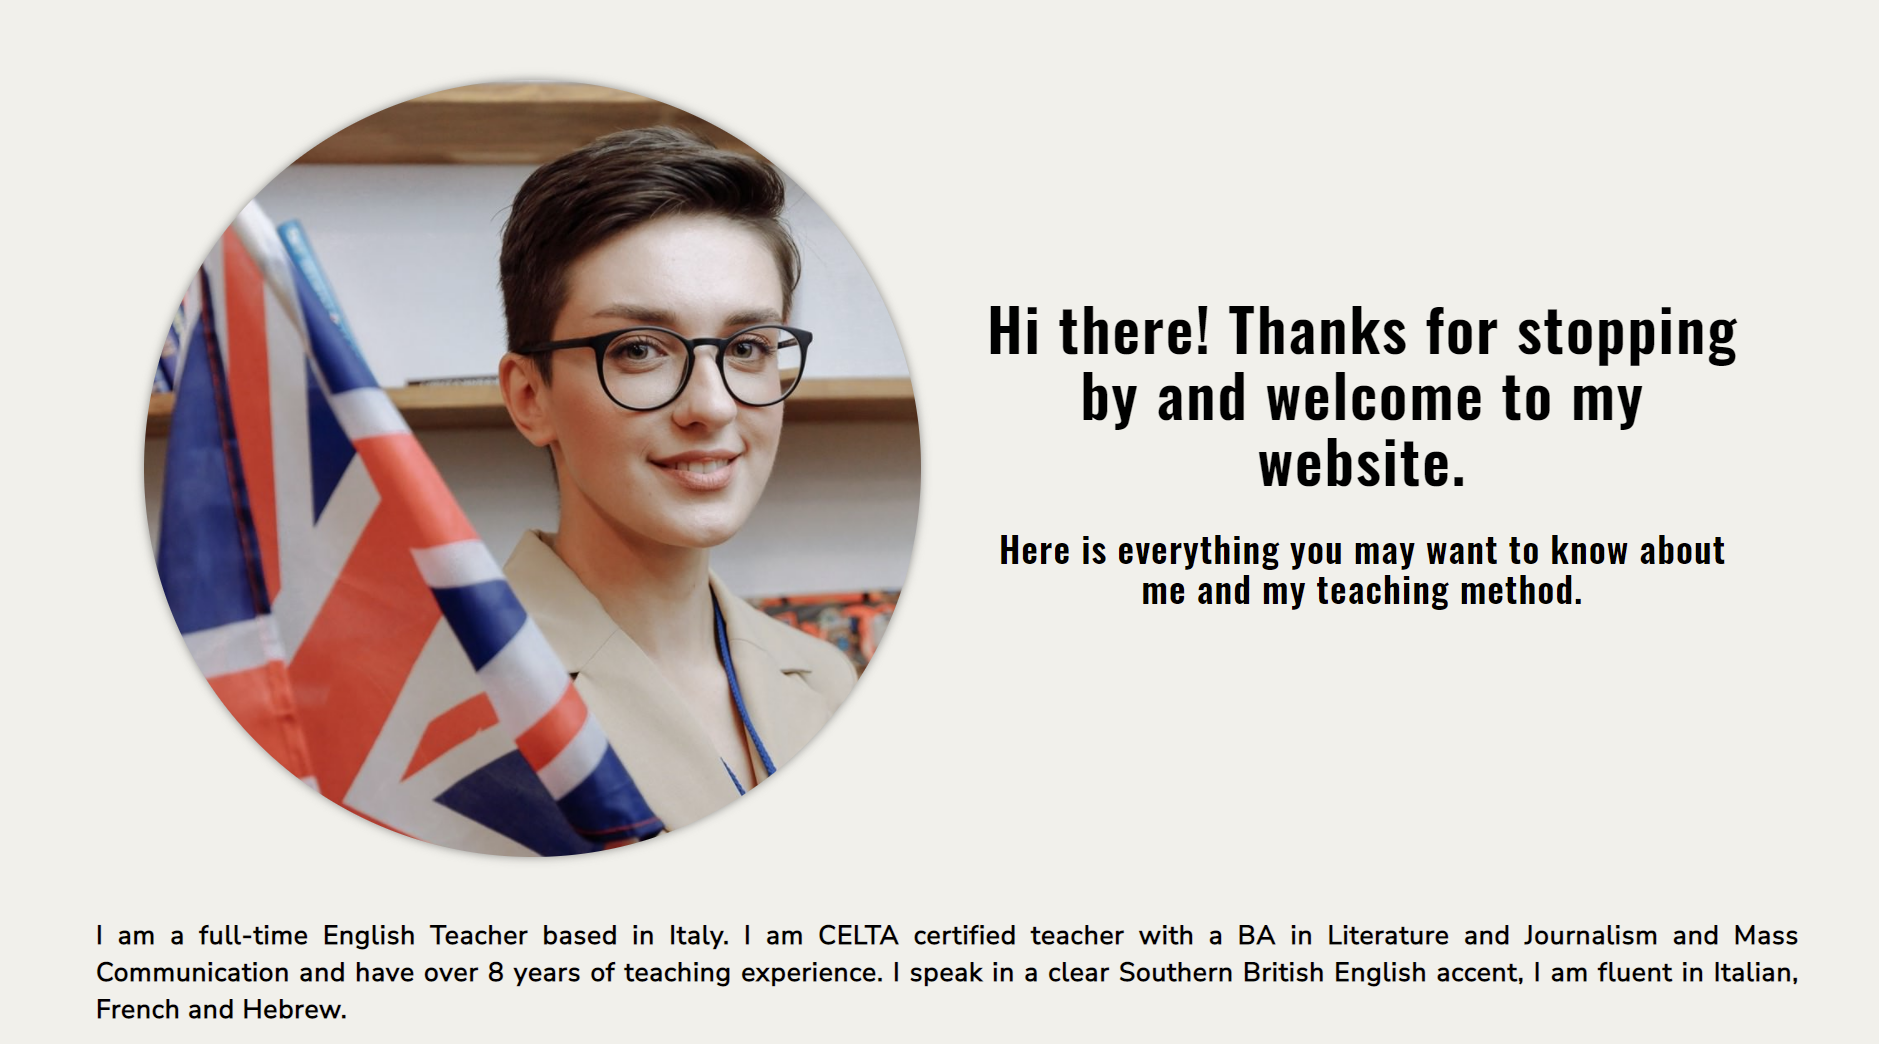 Hi there! Thanks for stopping
by and welcome to my
website.
Here is everything you may want to know about
me and my teaching method.
I am a full-time English Teacher based in Italy. I am CELTA certified teacher with a BA in Literature and Journalism and Mass
Communication and have over 8 years of teaching experience. I speak in a clear Southern British English accent, I am fluent in Italian,
French and Hebrew.